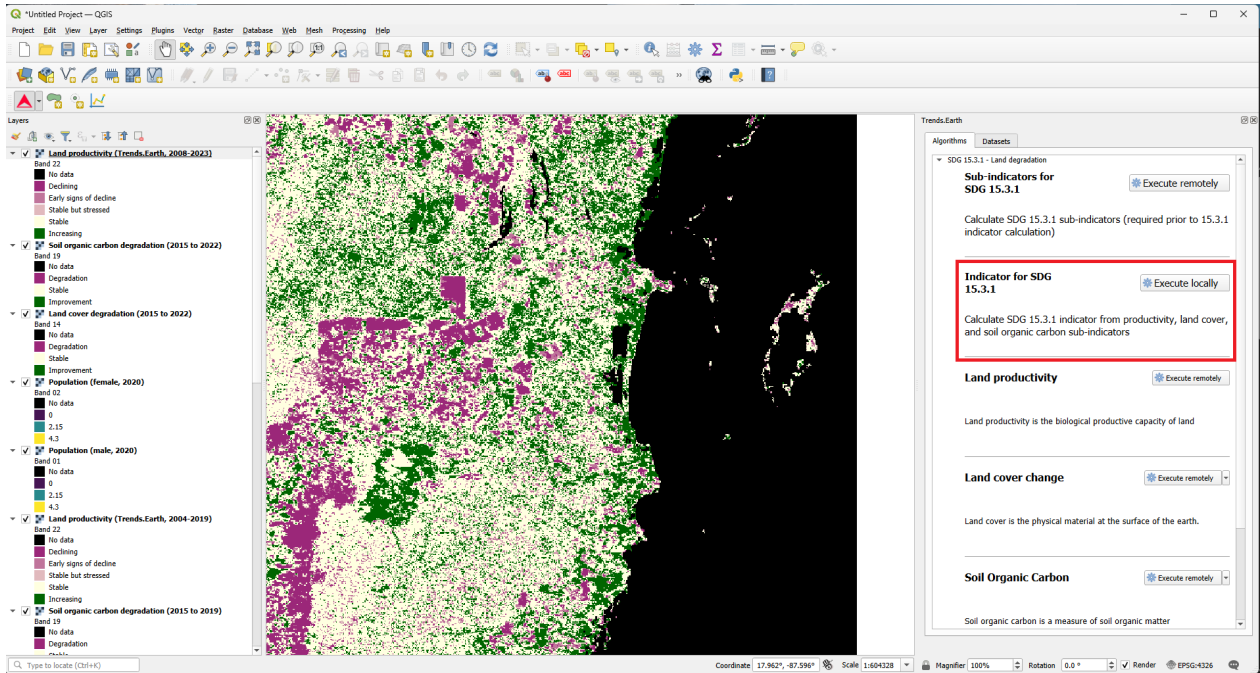 *Untitled Project — QGIS
Project Edit View Layer Settings Plugins Vector Raster Database Web Mesh Processing Help
Layers
Land productivity (Trends.Earth, 2008-2023)
Band 22
No data
Declining
Early signs of decline
Stable but stressed
Stable
Increasing
Soil organic carbon degradation (2015 to 2022)
Band 19
No data
Degradation
Stable
Improvement
Land cover degradation (2015 to 2022)
Band 14
No data
Degradation
Stable
Improvement
Population (female, 2020)
Band 02
No data
0
2.15
4.3
Population (male, 2020)
Band 01
No data
0
2.15
4.3
Land productivity (Trends.Earth, 2004-2019)
Band 22
No data
Declining
Early signs of decline
Stable but stressed
Stable
Increasing
Soil organic carbon degradation (2015 to 2019)
Band 19
No data
Degradation
Trends.Earth
Algorithms Datasets
SDG 15.3.1 - Land degradation
Sub-indicators for
SDG 15.3.1
Execute remotely
Calculate SDG 15.3.1 sub-indicators (required prior to 15.3.1
indicator calculation)
Indicator for SDG
15.3.1
Execute locally
Calculate SDG 15.3.1 indicator from productivity, land cover,
and soil organic carbon sub-indicators
Land productivity
Execute remotely
Land productivity is the biological productive capacity of land
Land cover change
Execute remotely
Land cover is the physical material at the surface of the earth.
Soil Organic Carbon
Execute remotely
Soil organic carbon is a measure of soil organic matter
Type to locate (Ctrl+K)
Coordinate 17.962°, -87.596° Scale 1:604328 Magnifier 100% Rotation 0.0 ° Render EPSG:4326